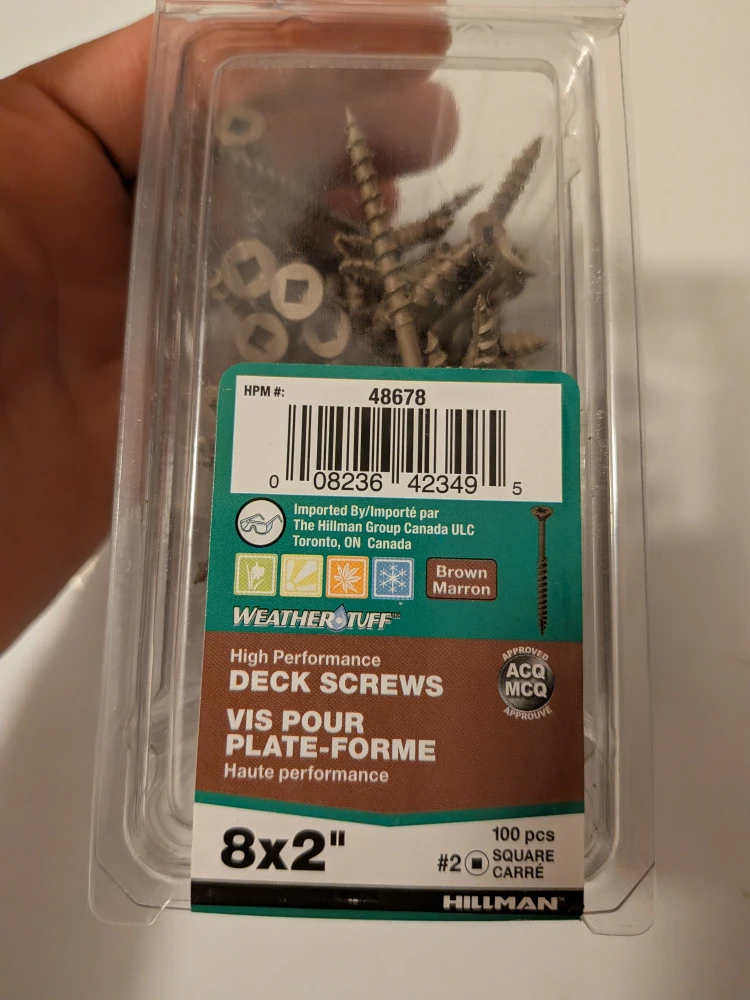 HPM #:
48678
0 08236 42349 5
Imported By/Importé par
The Hillman Group Canada ULC
Toronto, ON Canada
Brown
Marron
WEATHERSTUFF™
High Performance
DECK SCREWS
APPROVED
ACQ
MCQ
APPROUVÉ
VIS POUR
PLATE-FORME
Haute performance
8x2"
100 pcs
#2 SQUARE
CARRÉ
HILLMAN™